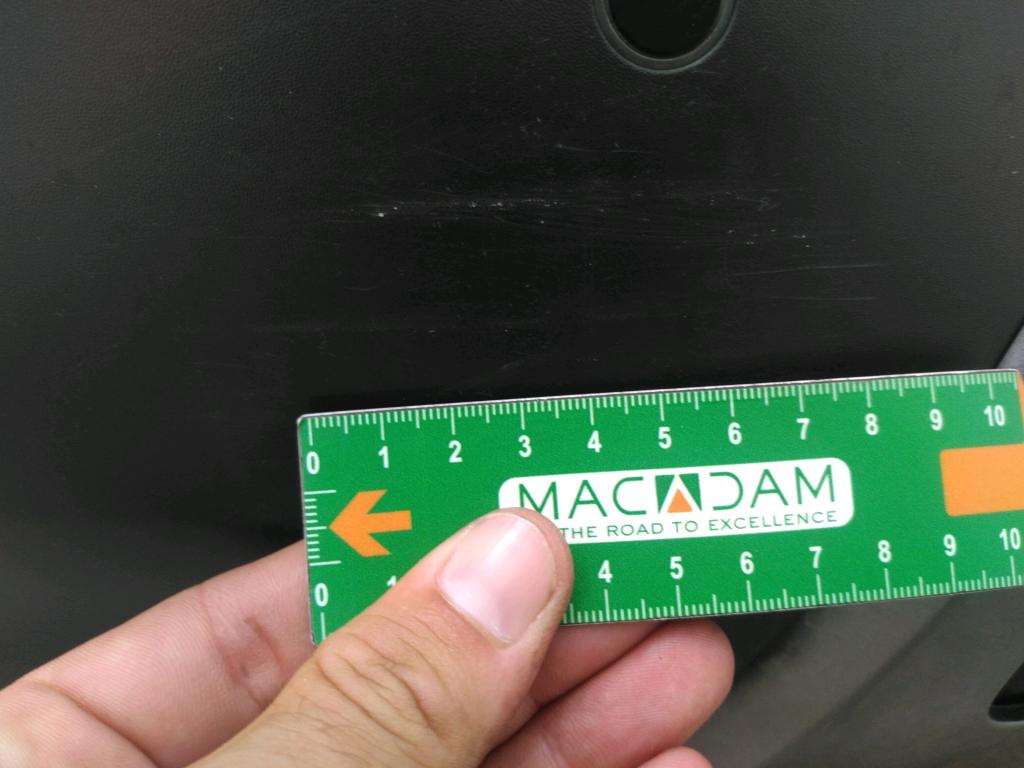 0 1 2 3 4 5 6 7 8 9 10
MACADAM
THE ROAD TO EXCELLENCE
0 1 4 5 6 7 8 9 10